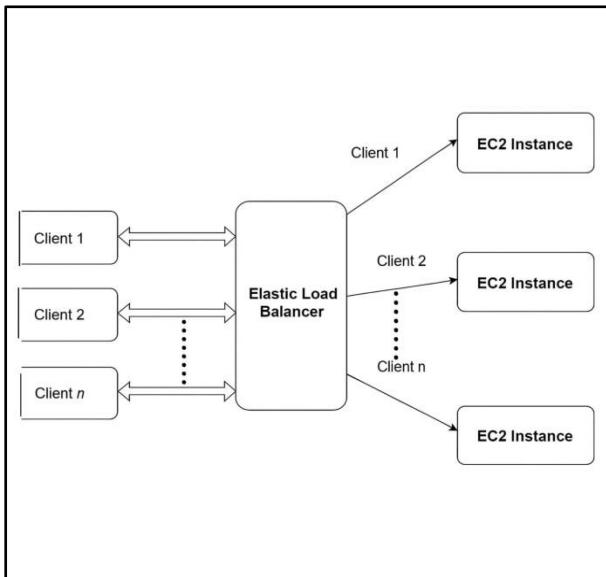 Client 1
Client 2
Client n
Elastic Load
Balancer
Client 1
Client 2
Client n
EC2 Instance
EC2 Instance
EC2 Instance